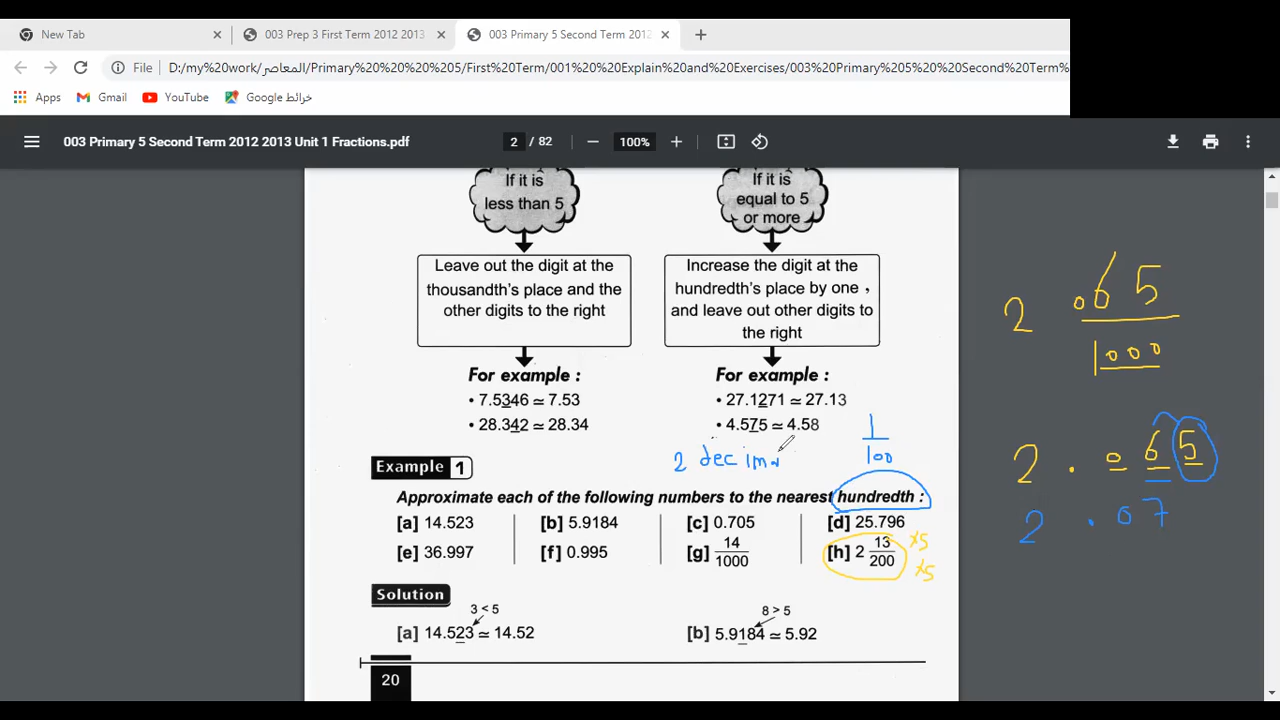 New Tab
003 Prep 3 First Term 2012 2013
003 Primary 5 Second Term 2012
File
D:/my%20work/المعاصر/Primary%20%20%20%205/First%20Term/001%20%20Explain%20and%20Exercises/003%20Primary%205%20%20Second%20Term%
Apps Gmail YouTube خرائط Google
003 Primary 5 Second Term 2012 2013 Unit 1 Fractions.pdf
2 / 82
100%
If it is
less than 5
If it is
equal to 5
or more
Leave out the digit at the
thousandth's place and the
other digits to the right
Increase the digit at the
hundredth's place by one ,
and leave out other digits to
the right
For example :
• 7.5346 ≃ 7.53
• 28.342 ≃ 28.34
For example :
• 27.1271 ≃ 27.13
• 4.575 ≃ 4.58
2 decima
1/100
Example 1
Approximate each of the following numbers to the nearest hundredth :
[a] 14.523 [b] 5.9184 [c] 0.705 [d] 25.796
[e] 36.997 [f] 0.995 [g] 14/1000 [h] 2 13/200 ×5 ×5
Solution
3 < 5
[a] 14.523 ≃ 14.52
8 > 5
[b] 5.9184 ≃ 5.92
20
2 065/1000
2 . 0 6 5
2 . 0 7